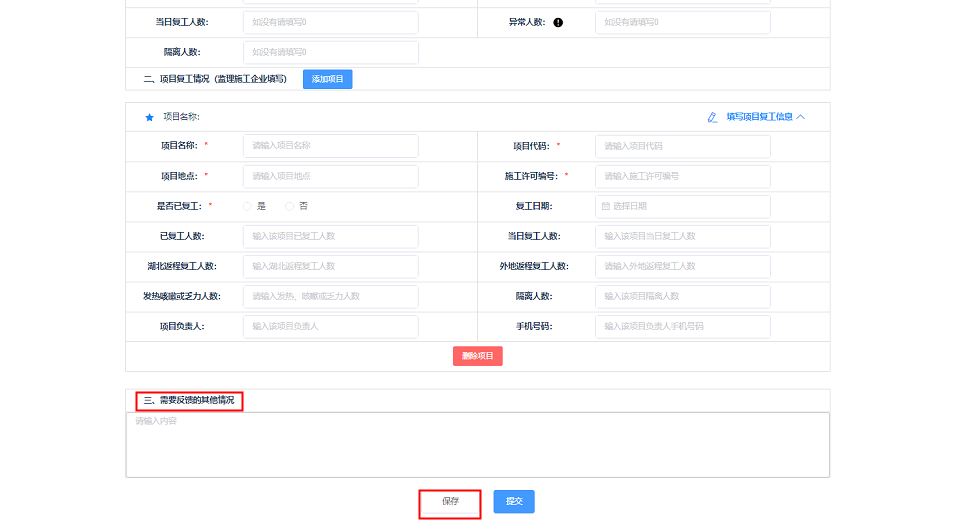 当日复工人数: 如没有请填写0 异常人数: 如没有请填写0
隔离人数: 如没有请填写0
二、项目复工情况（监理施工企业填写） 添加项目
项目名称: 填写项目复工信息
项目名称: * 请输入项目名称 项目代码: * 请输入项目代码
项目地点: * 请输入项目地点 施工许可编号: * 请输入施工许可编号
是否已复工: * 是 否 复工日期: 选择日期
已复工人数: 输入该项目已复工人数 当日复工人数: 输入该项目当日复工人数
湖北返程复工人数: 输入湖北返程复工人数 外地返程复工人数: 请输入外地返程复工人数
发热咳嗽或乏力人数: 请输入发热、咳嗽或乏力人数 隔离人数: 输入该项目隔离人数
项目负责人: 输入该项目负责人 手机号码: 输入该项目负责人手机号码
删除项目
三、需要反馈的其他情况
请输入内容
保存 提交